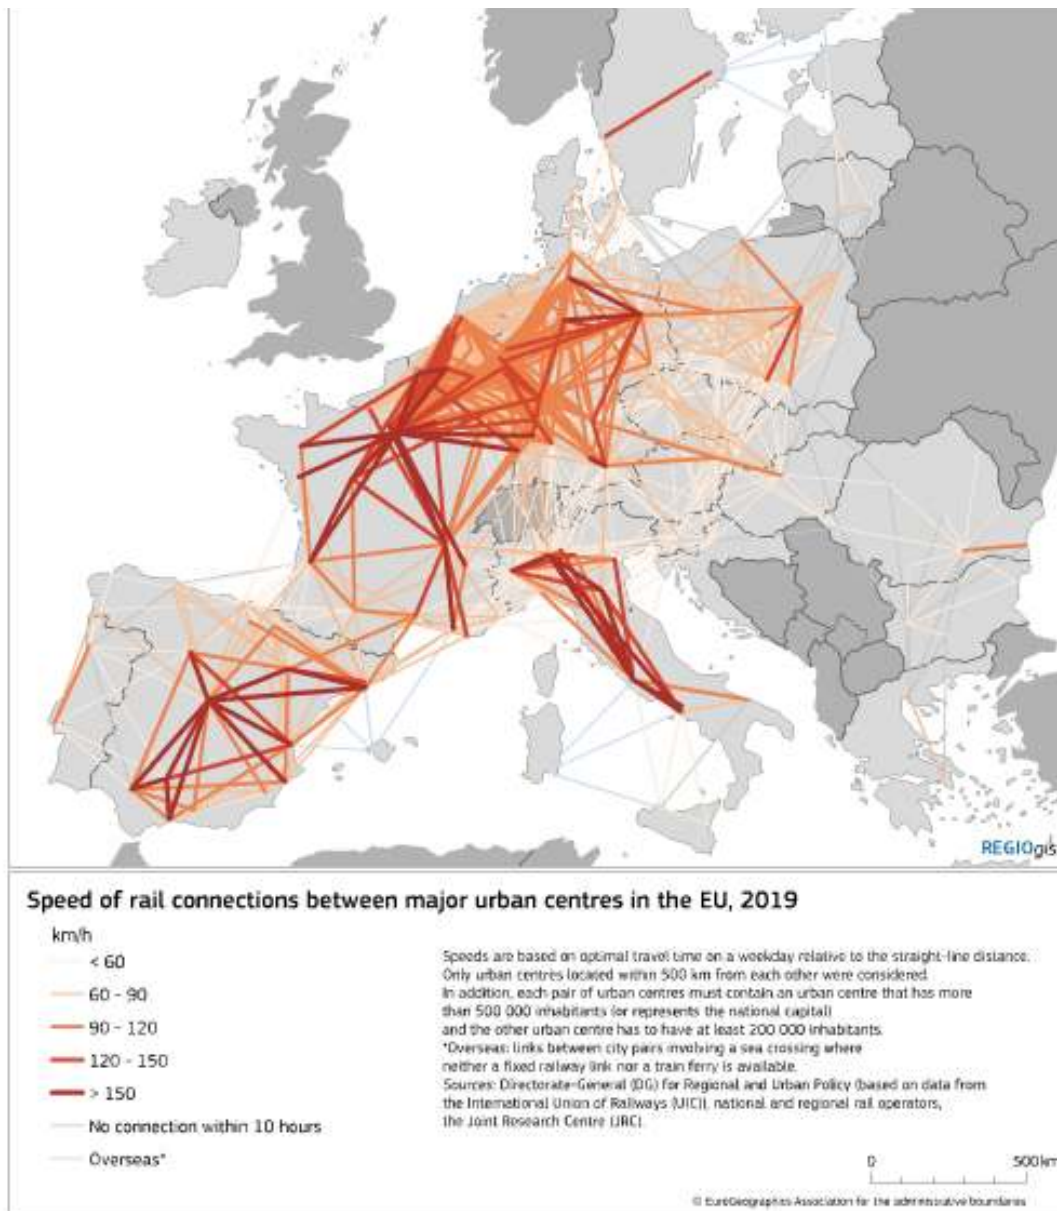 REGIOgis
Speed of rail connections between major urban centres in the EU, 2019
km/h
< 60
60 - 90
90 - 120
120 - 150
> 150
No connection within 10 hours
Overseas*
Speeds are based on optimal travel time on a weekday relative to the straight-line distance.
Only urban centres located within 500 km from each other were considered.
In addition, each pair of urban centres must contain an urban centre that has more
than 500 000 inhabitants (or represents the national capital)
and the other urban centre has to have at least 200 000 inhabitants.
*Overseas: links between city pairs involving a sea crossing where
neither a fixed railway link nor a train ferry is available.
Sources: Directorate-General (DG) for Regional and Urban Policy (based on data from
the International Union of Railways (UIC)), national and regional rail operators,
the Joint Research Centre (JRC).
0 500km
© EuroGeographics Association for the administrative boundaries